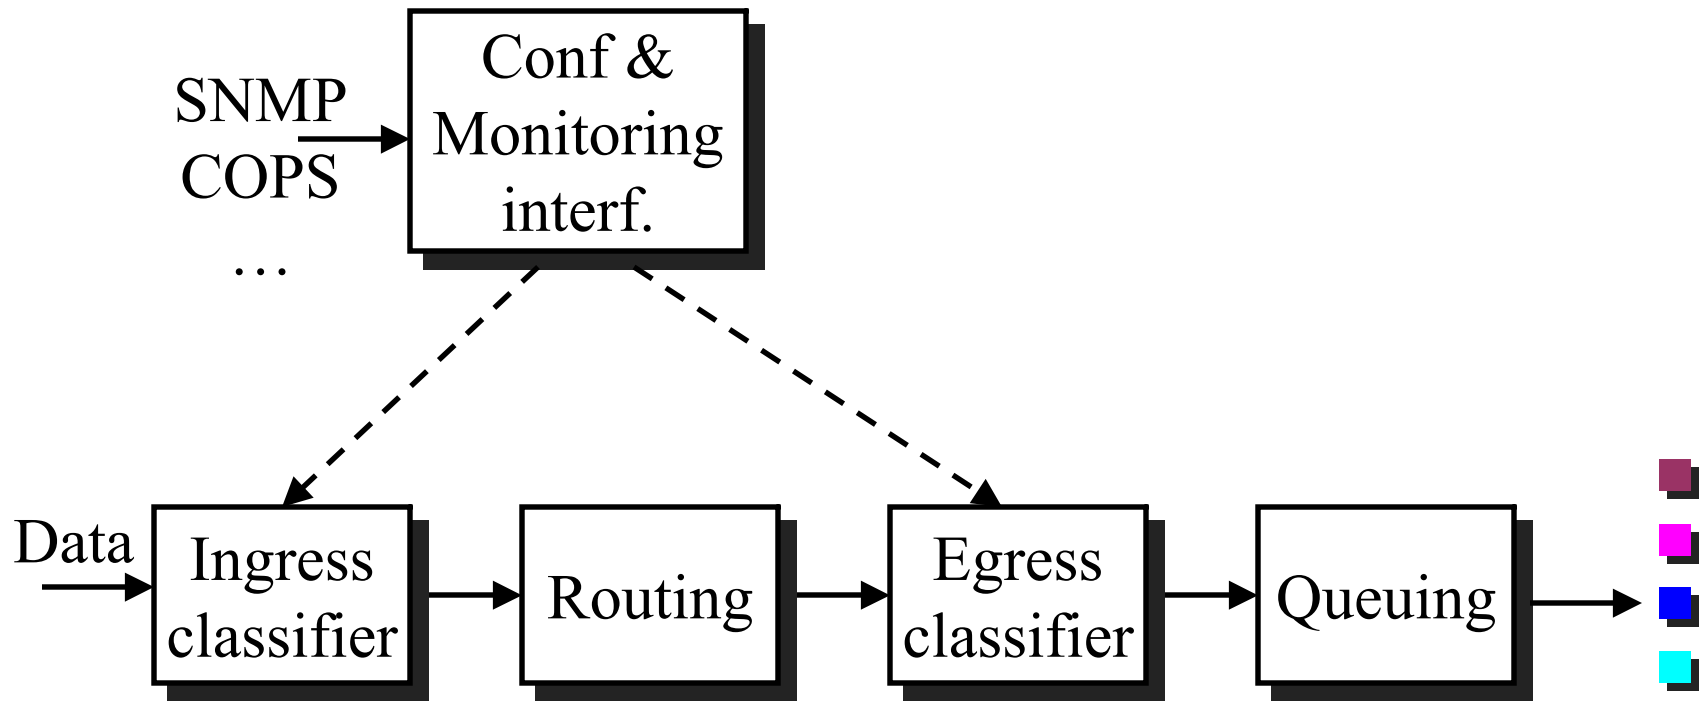 SNMP
COPS
…
Conf &
Monitoring
interf.
Data
Ingress
classifier
Routing
Egress
classifier
Queuing